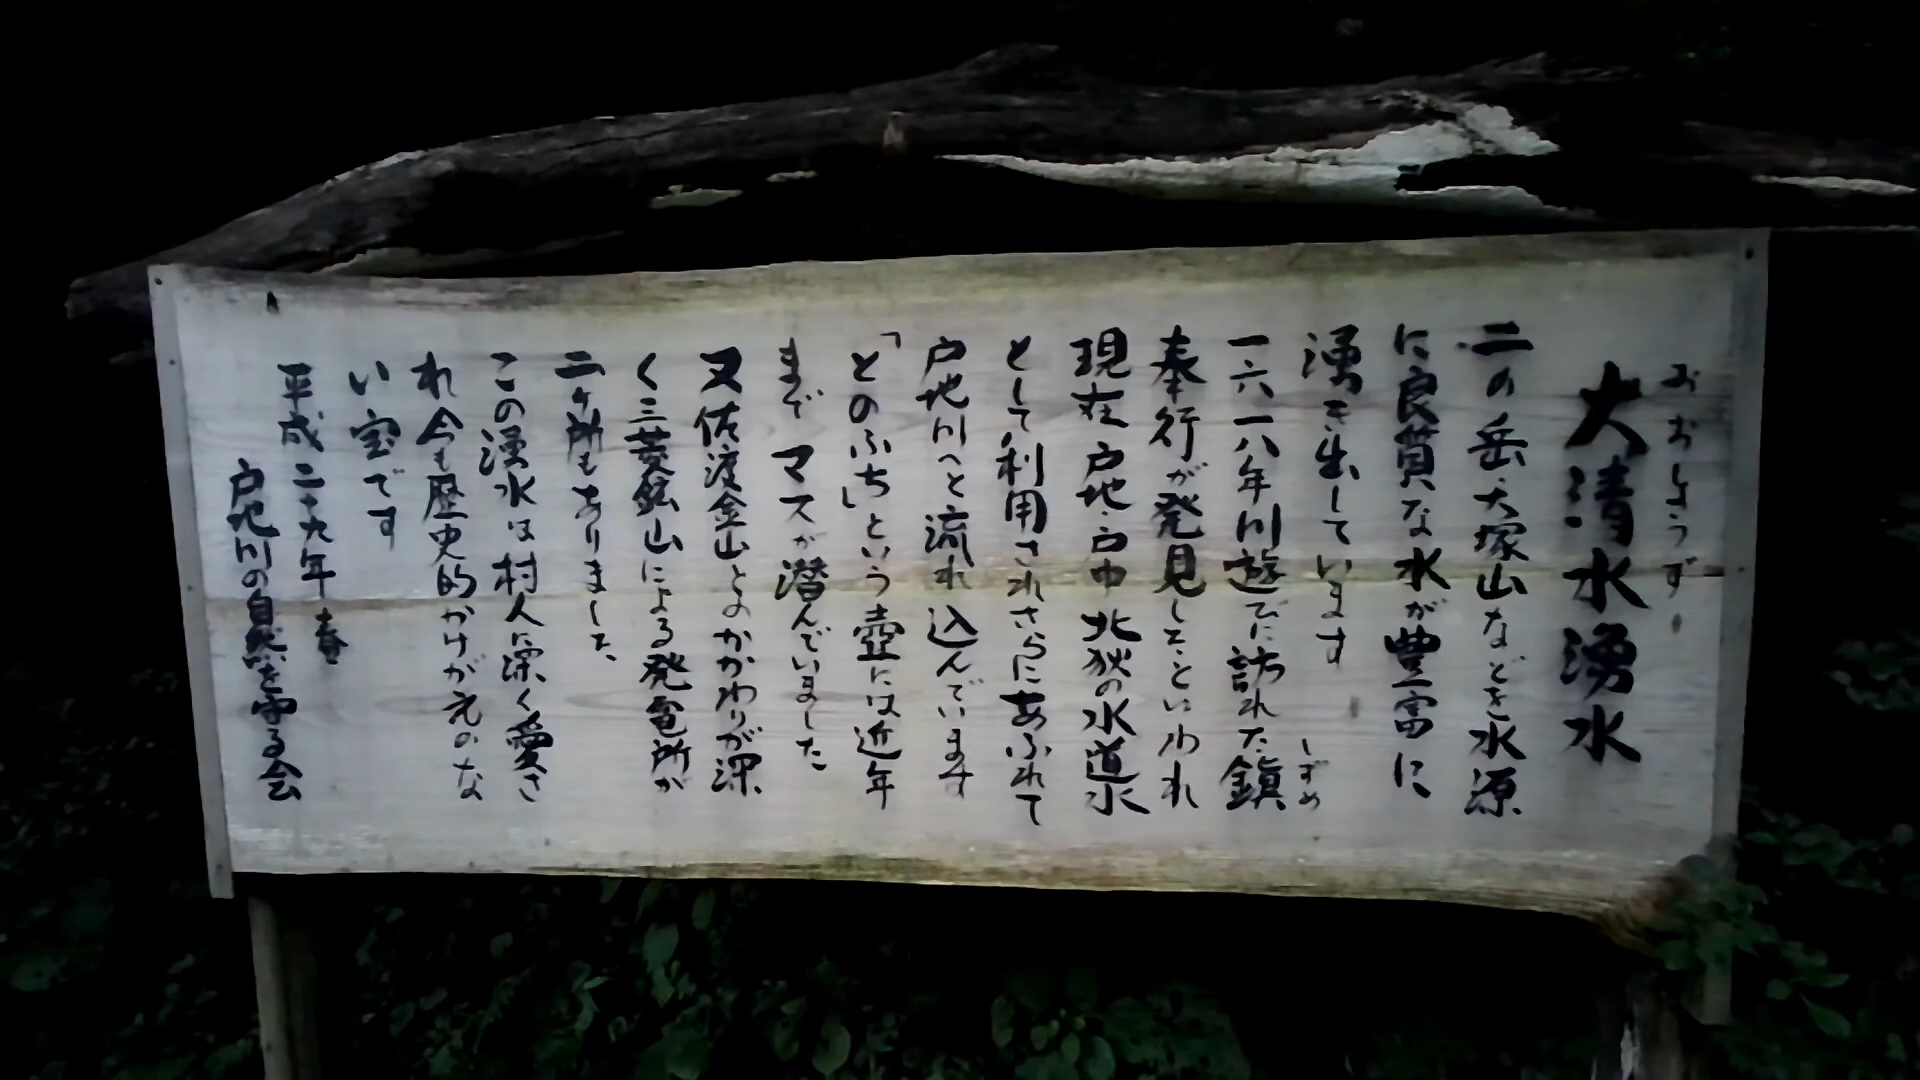 おおしょうず
大清水湧水
二の岳、大塚山などを水源
に良質な水が豊富に
湧き出しています
一六一八年川遊びに訪れた鎮
しずめ
奉行が発見したといわれ
現在戸地・戸中北狄の水道水
として利用されさらにあふれて
戸地川へと流れ込んでいます
「とのふち」という壺には近年
まで マスが潜んでいました
又佐渡金山とのかかわりが深
く三菱鉱山による発電所が
二ヶ所もありました、
この湧水は村人に深く愛さ
れ今も歴史的かけが元のな
い宝です
平成二十九年 春
戸地川の自然を守る会